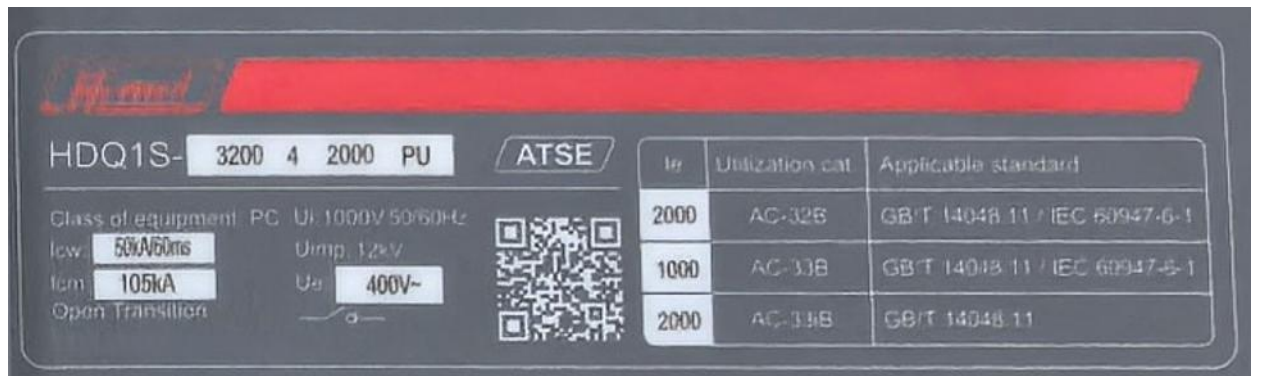 HDQ1S- 3200 4 2000 PU
ATSE
Class of equipment: PC Ui: 1000V 50/60Hz
Icw: 50kA/60ms Uimp: 12kV
Icm: 105kA Ue: 400V~
Open Transition
Ie Utilization cat Applicable standard
2000 AC-32B GB/T 14048.11 / IEC 60947-6-1
1000 AC-33B GB/T 14048.11 / IEC 60947-6-1
2000 AC-33iB GB/T 14048.11